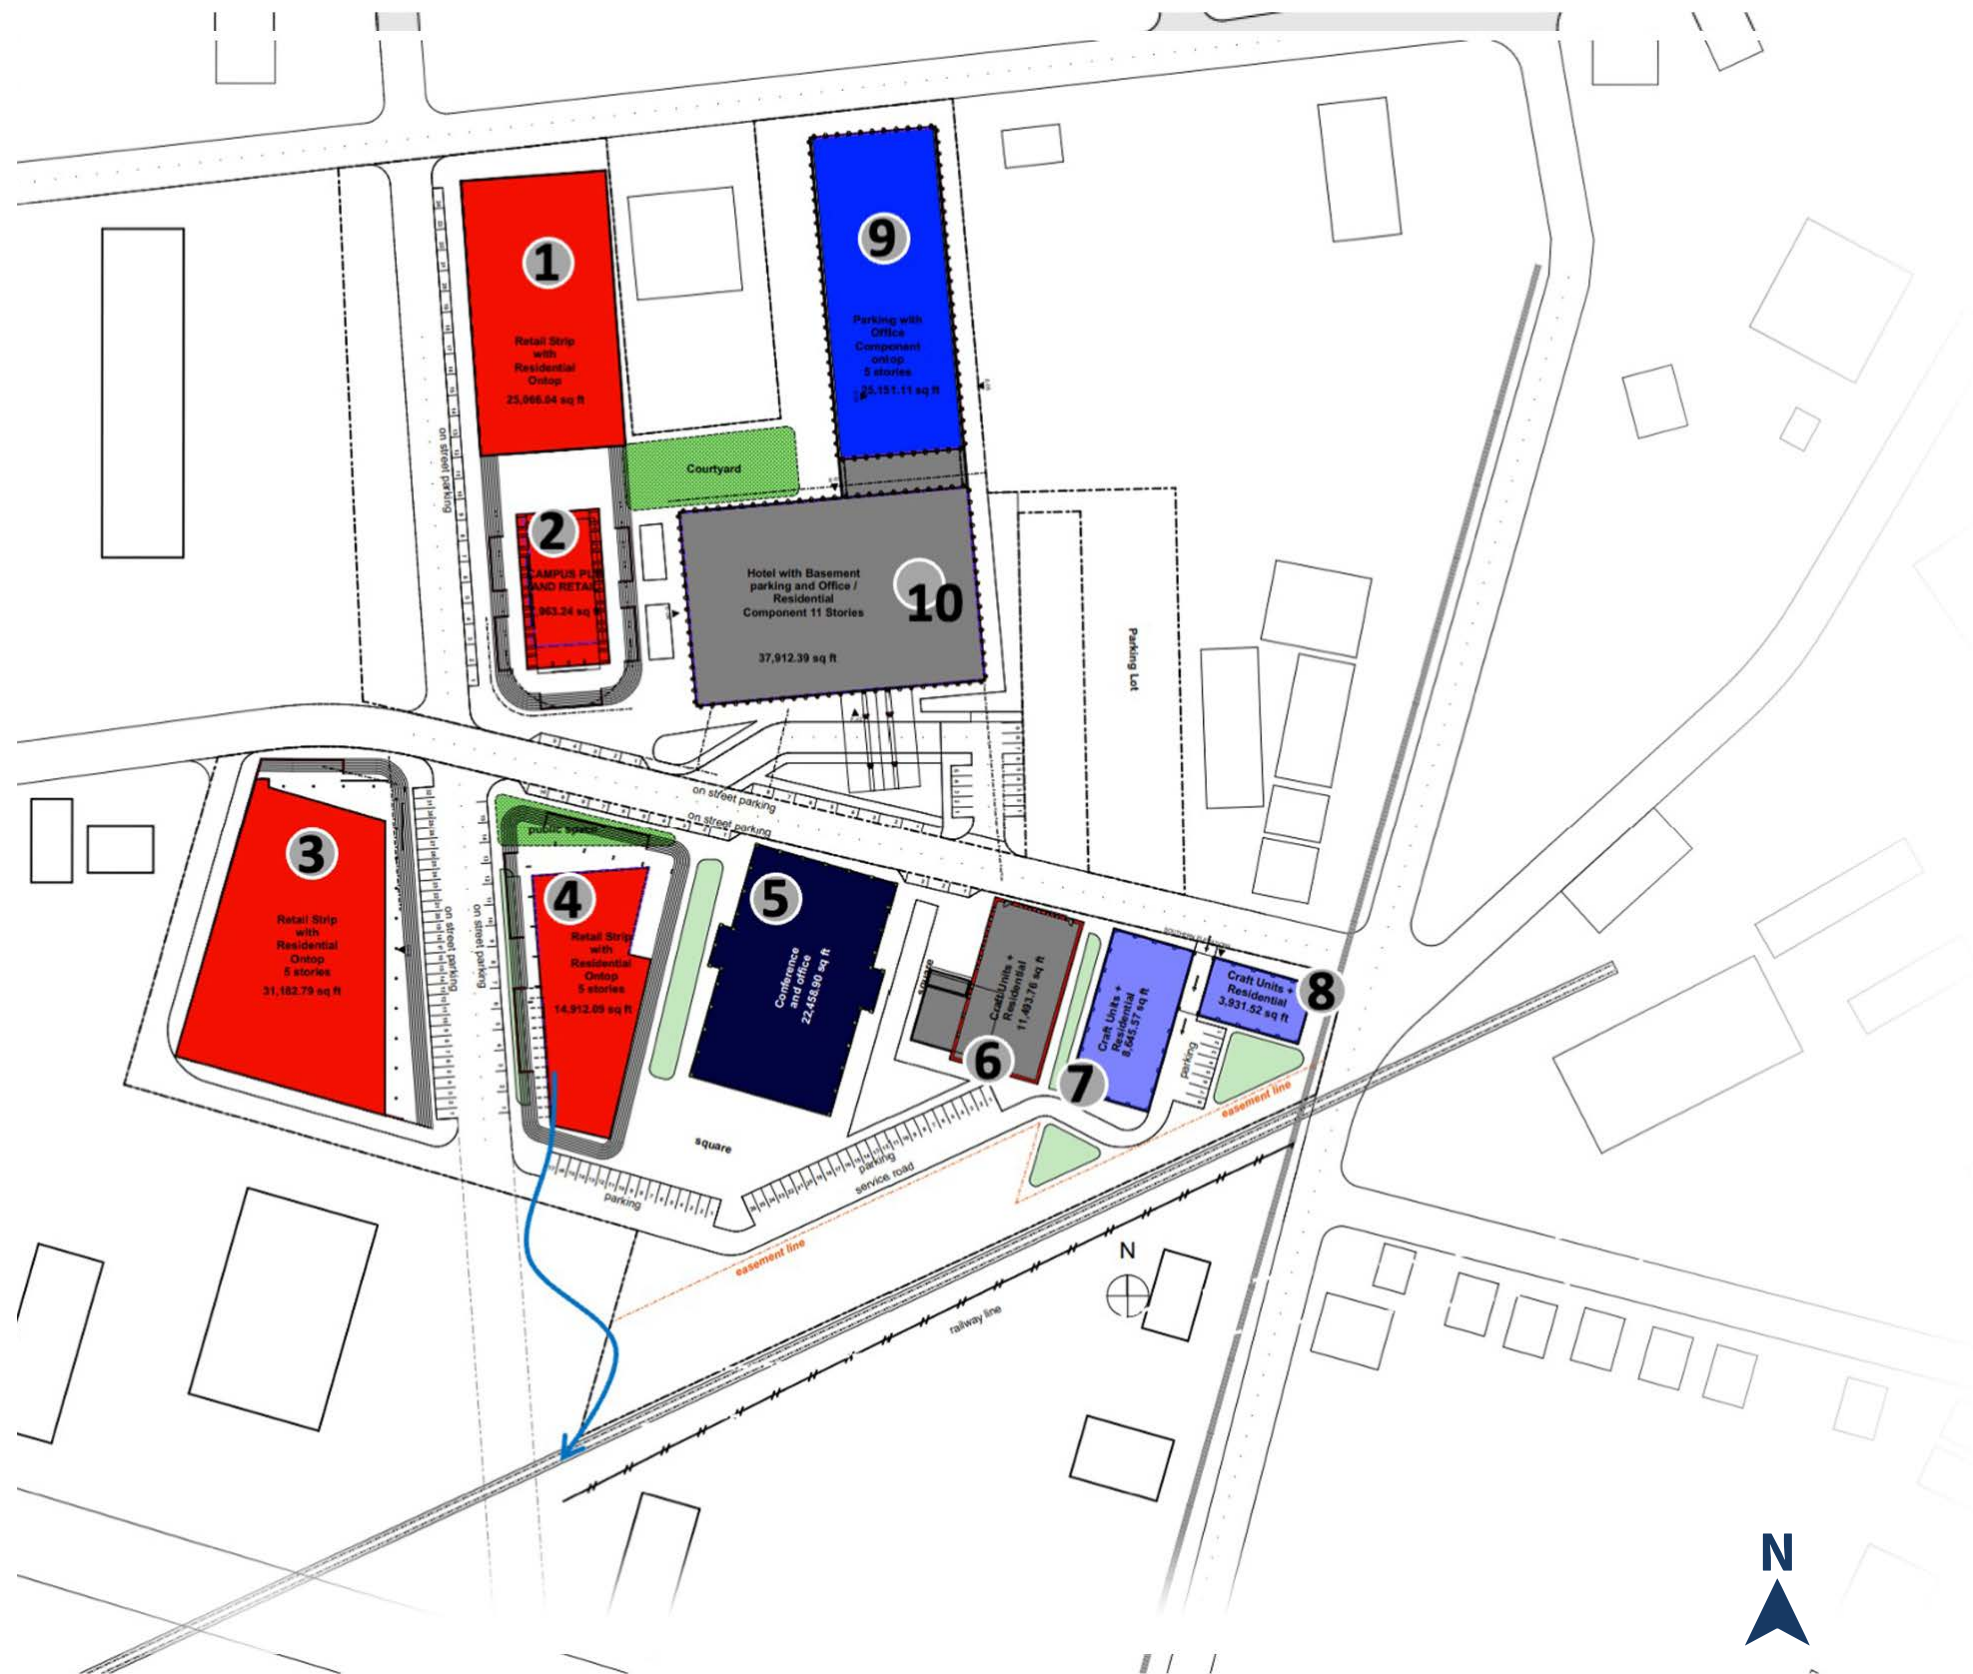 1
Retail Strip
with
Residential
Ontop
25,066.04 sq ft
9
Parking with
Office
Component
ontop
5 stories
25,151.11 sq ft
on street parking
Courtyard
2
10
Hotel with Basement
parking and Office /
Residential
Component 11 Stories
37,912.39 sq ft
Parking Lot
on street parking
on street parking
public space
3
Retail Strip
with
Residential
Ontop
5 stories
31,182.79 sq ft
on street parking
on street parking
4
Retail Strip
with
Residential
Ontop
5 stories
14,912.09 sq ft
5
Conference
and office
22,458.90 sq ft
square
6
Craft Units +
Residential
11,493.76 sq ft
7
Craft Units +
Residential
8,645.57 sq ft
8
Craft Units +
Residential
3,931.52 sq ft
parking
easement line
square
parking
parking
service road
easement line
railway line
N
N